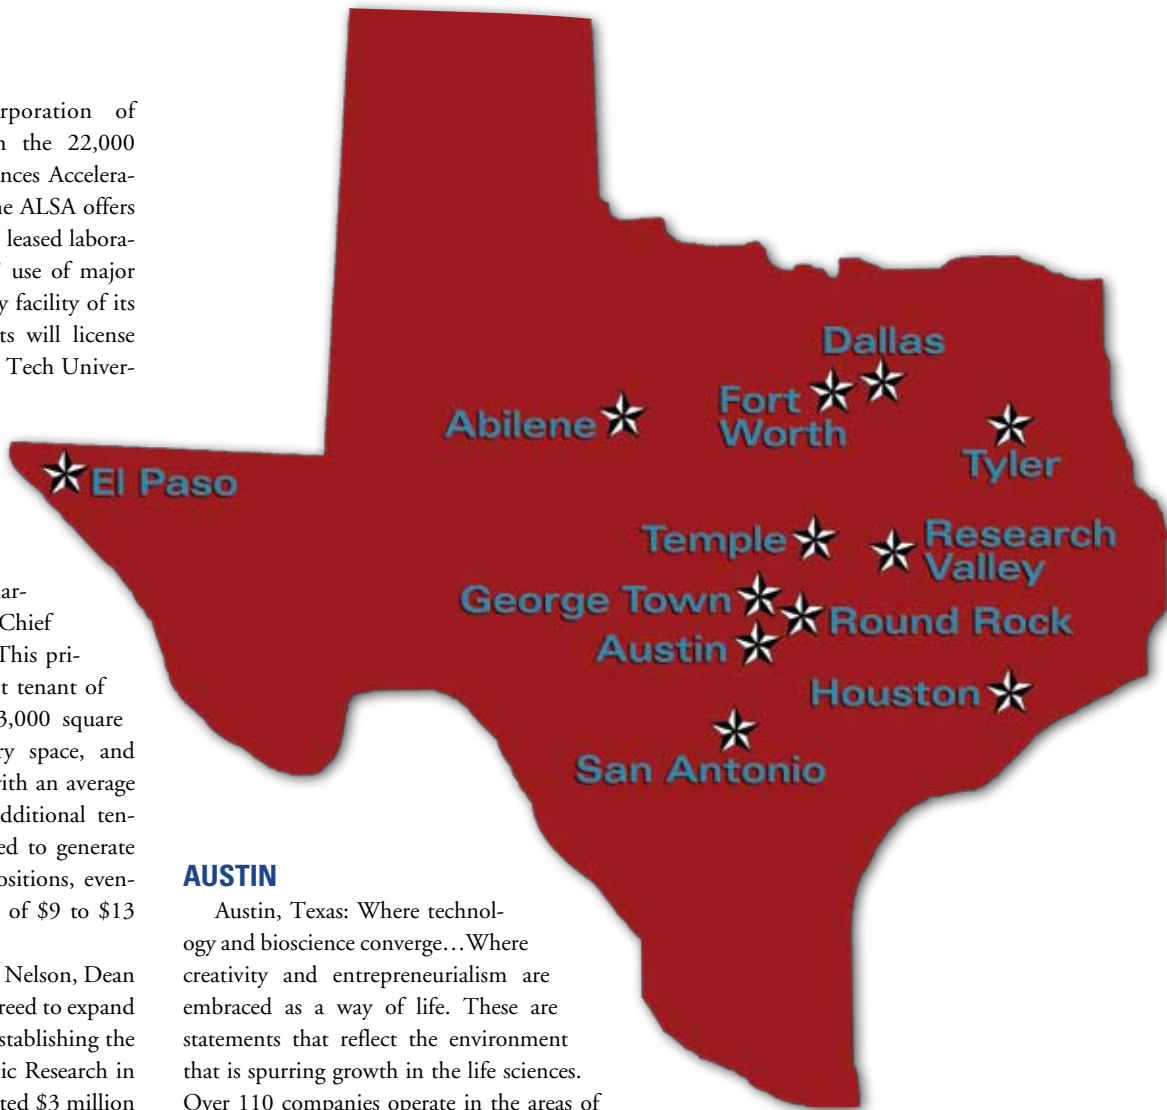 rporation of
the 22,000
nces Accelera-
ALSA offers
leased labora-
use of major
facility of its
ts will license
Tech Univer-
ar-
Chief
This pri-
t tenant of
3,000 square
ry space, and
with an average
dditional ten-
ed to generate
ositions, even-
of $9 to $13
Nelson, Dean
reed to expand
stablishing the
ic Research in
ted $3 million
AUSTIN
Austin, Texas: Where technol-
ogy and bioscience converge…Where
creativity and entrepreneurialism are
embraced as a way of life. These are
statements that reflect the environment
that is spurring growth in the life sciences.
Over 110 companies operate in the areas of
Dallas
Fort
Worth
Abilene
Tyler
El Paso
Temple
Research
Valley
George Town
Round Rock
Austin
Houston
San Antonio